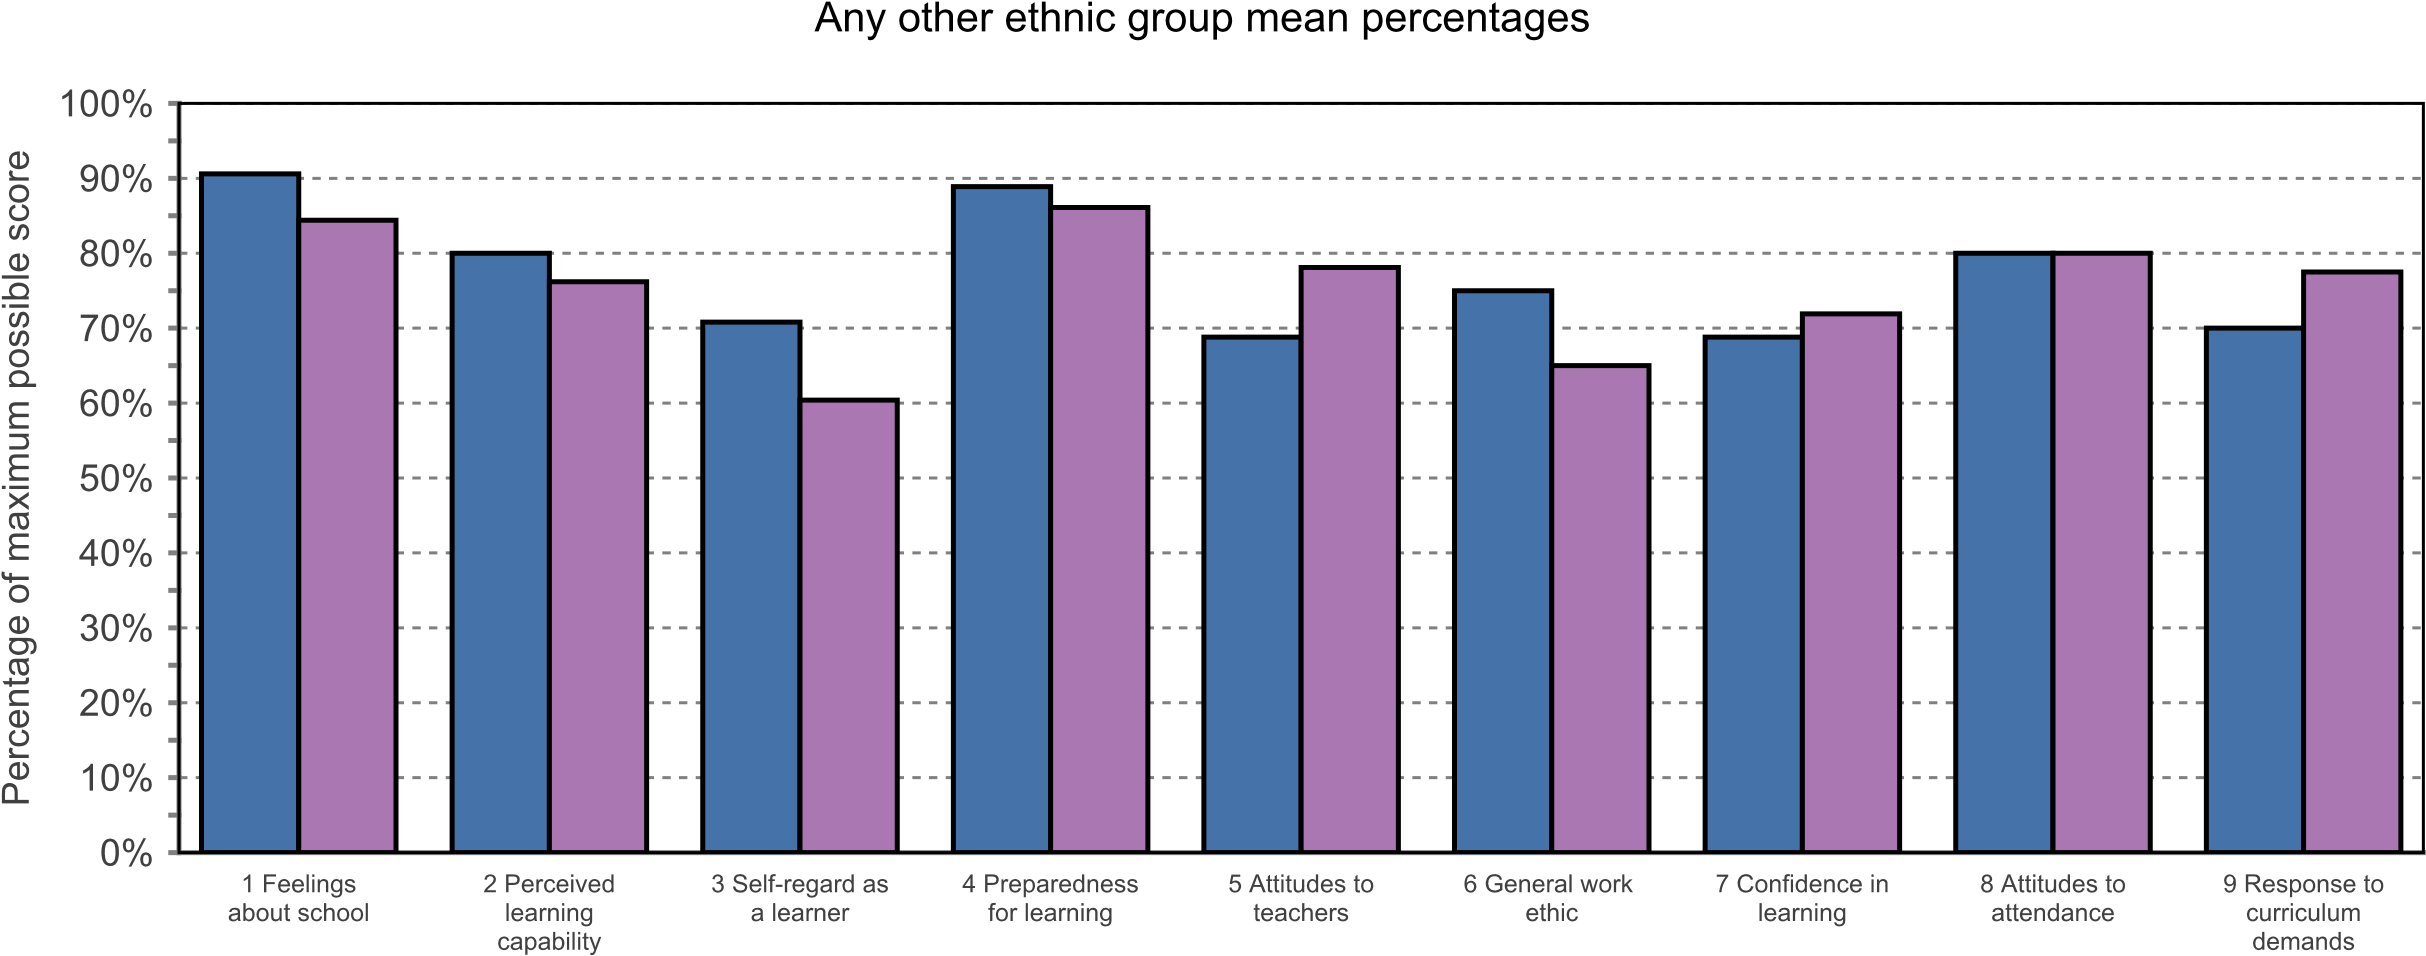 Any other ethnic group mean percentages
Percentage of maximum possible score
100%
90%
80%
70%
60%
50%
40%
30%
20%
10%
0%
1 Feelings
about school
2 Perceived
learning
capability
3 Self-regard as
a learner
4 Preparedness
for learning
5 Attitudes to
teachers
6 General work
ethic
7 Confidence in
learning
8 Attitudes to
attendance
9 Response to
curriculum
demands